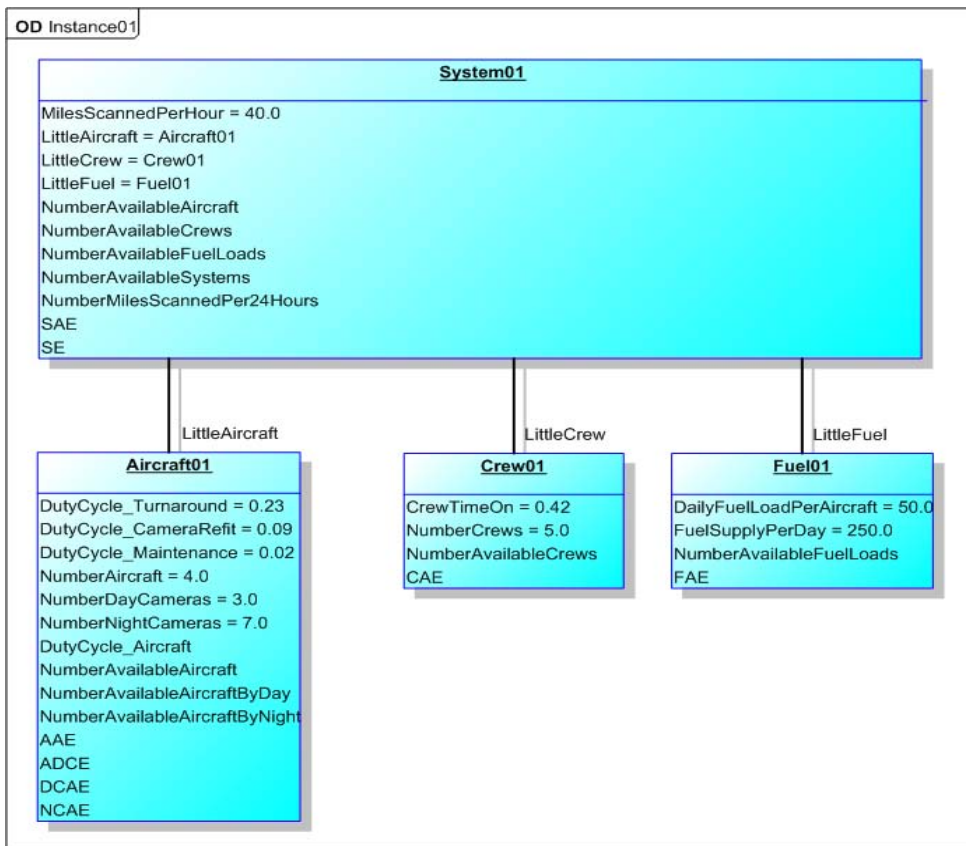 OD Instance01
System01
MilesScannedPerHour = 40.0
LittleAircraft = Aircraft01
LittleCrew = Crew01
LittleFuel = Fuel01
NumberAvailableAircraft
NumberAvailableCrews
NumberAvailableFuelLoads
NumberAvailableSystems
NumberMilesScannedPer24Hours
SAE
SE
LittleAircraft
LittleCrew
LittleFuel
Aircraft01
DutyCycle_Turnaround = 0.23
DutyCycle_CameraRefit = 0.09
DutyCycle_Maintenance = 0.02
NumberAircraft = 4.0
NumberDayCameras = 3.0
NumberNightCameras = 7.0
DutyCycle_Aircraft
NumberAvailableAircraft
NumberAvailableAircraftByDay
NumberAvailableAircraftByNight
AAE
ADCE
DCAE
NCAE
Crew01
CrewTimeOn = 0.42
NumberCrews = 5.0
NumberAvailableCrews
CAE
Fuel01
DailyFuelLoadPerAircraft = 50.0
FuelSupplyPerDay = 250.0
NumberAvailableFuelLoads
FAE